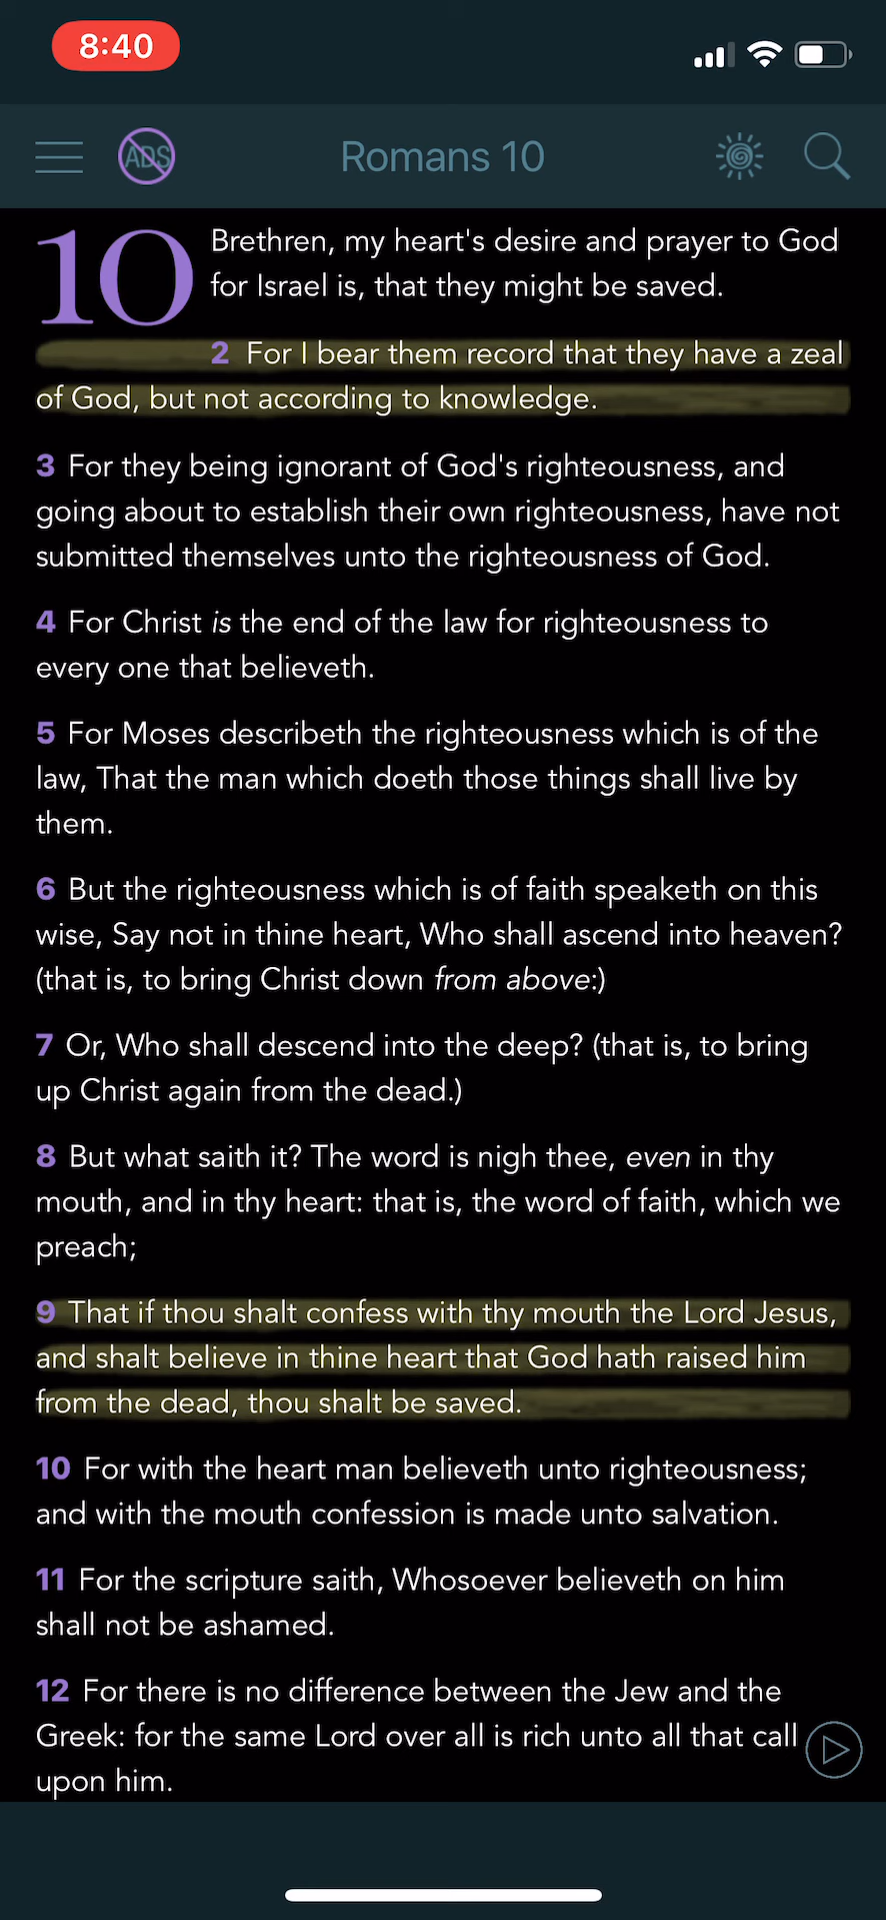 8:40
ADS
Romans 10
10 Brethren, my heart's desire and prayer to God
for Israel is, that they might be saved.
2 For I bear them record that they have a zeal
of God, but not according to knowledge.
3 For they being ignorant of God's righteousness, and
going about to establish their own righteousness, have not
submitted themselves unto the righteousness of God.
4 For Christ is the end of the law for righteousness to
every one that believeth.
5 For Moses describeth the righteousness which is of the
law, That the man which doeth those things shall live by
them.
6 But the righteousness which is of faith speaketh on this
wise, Say not in thine heart, Who shall ascend into heaven?
(that is, to bring Christ down from above:)
7 Or, Who shall descend into the deep? (that is, to bring
up Christ again from the dead.)
8 But what saith it? The word is nigh thee, even in thy
mouth, and in thy heart: that is, the word of faith, which we
preach;
9 That if thou shalt confess with thy mouth the Lord Jesus,
and shalt believe in thine heart that God hath raised him
from the dead, thou shalt be saved.
10 For with the heart man believeth unto righteousness;
and with the mouth confession is made unto salvation.
11 For the scripture saith, Whosoever believeth on him
shall not be ashamed.
12 For there is no difference between the Jew and the
Greek: for the same Lord over all is rich unto all that call
upon him.